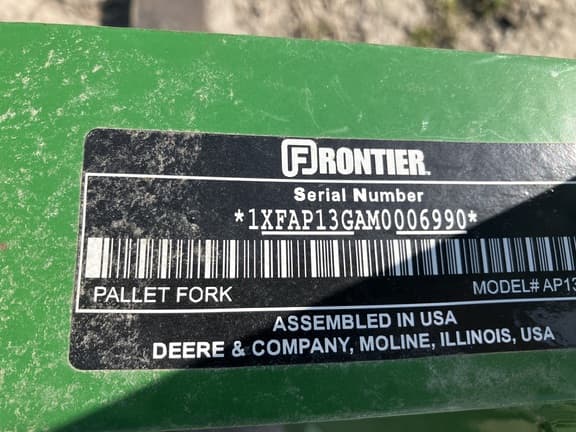 FRONTIER
Serial Number
*1XFAP13GAM0006990*
PALLET FORK
MODEL# AP13
ASSEMBLED IN USA
DEERE & COMPANY, MOLINE, ILLINOIS, USA